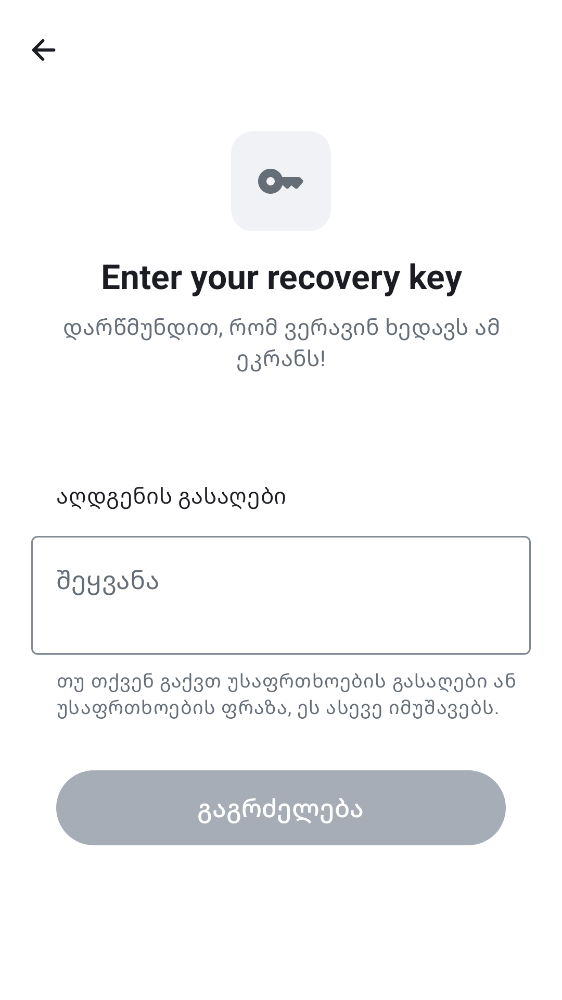 Enter your recovery key
დარწმუნდით, რომ ვერავინ ხედავს ამ
ეკრანს!
აღდგენის გასაღები
შეყვანა
თუ თქვენ გაქვთ უსაფრთხოების გასაღები ან
უსაფრთხოების ფრაზა, ეს ასევე იმუშავებს.
გაგრძელება